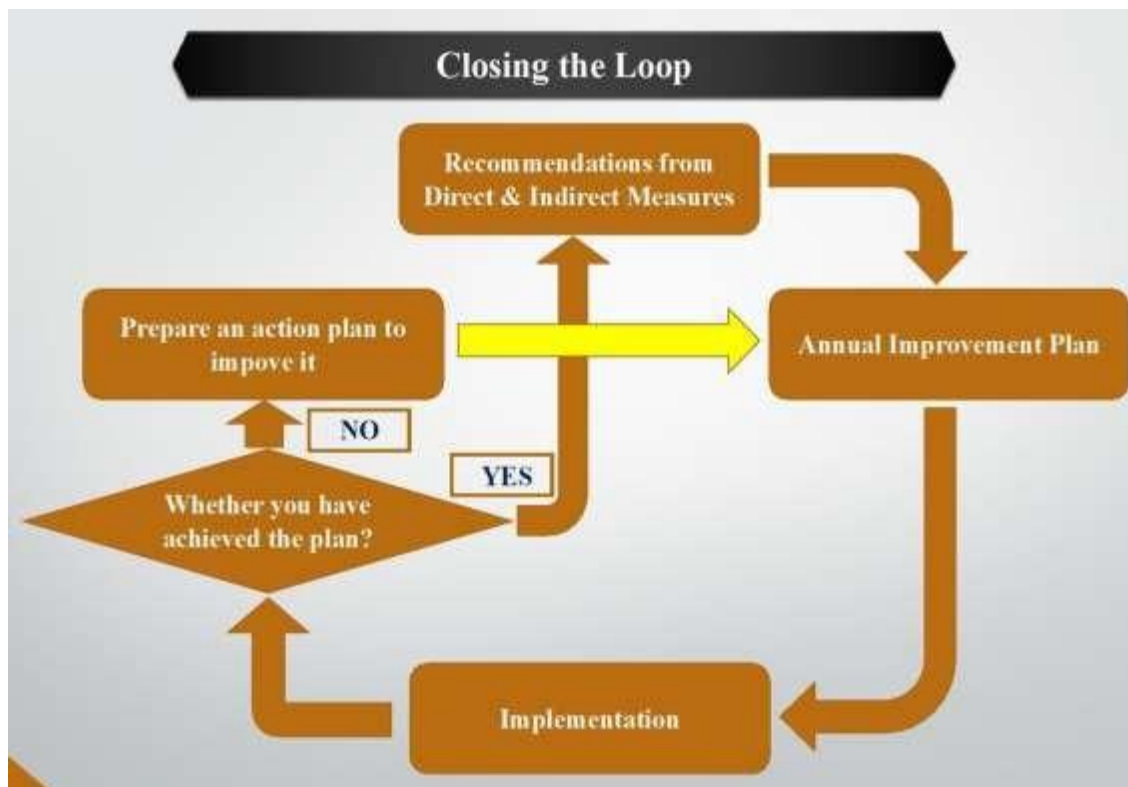 Closing the Loop
Recommendations from
Direct & Indirect Measures
Prepare an action plan to
impove it
Annual Improvement Plan
NO
YES
Whether you have
achieved the plan?
Implementation